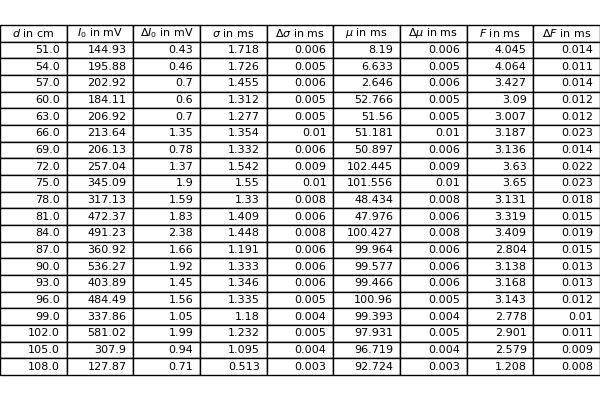 d in cm I₀ in mV ΔI₀ in mV σ in ms Δσ in ms μ in ms Δμ in ms F in ms ΔF in ms
51.0 144.93 0.43 1.718 0.006 8.19 0.006 4.045 0.014
54.0 195.88 0.46 1.726 0.005 6.633 0.005 4.064 0.011
57.0 202.92 0.7 1.455 0.006 2.646 0.006 3.427 0.014
60.0 184.11 0.6 1.312 0.005 52.766 0.005 3.09 0.012
63.0 206.92 0.7 1.277 0.005 51.56 0.005 3.007 0.012
66.0 213.64 1.35 1.354 0.01 51.181 0.01 3.187 0.023
69.0 206.13 0.78 1.332 0.006 50.897 0.006 3.136 0.014
72.0 257.04 1.37 1.542 0.009 102.445 0.009 3.63 0.022
75.0 345.09 1.9 1.55 0.01 101.556 0.01 3.65 0.023
78.0 317.13 1.59 1.33 0.008 48.434 0.008 3.131 0.018
81.0 472.37 1.83 1.409 0.006 47.976 0.006 3.319 0.015
84.0 491.23 2.38 1.448 0.008 100.427 0.008 3.409 0.019
87.0 360.92 1.66 1.191 0.006 99.964 0.006 2.804 0.015
90.0 536.27 1.92 1.333 0.006 99.577 0.006 3.138 0.013
93.0 403.89 1.45 1.346 0.006 99.466 0.006 3.168 0.013
96.0 484.49 1.56 1.335 0.005 100.96 0.005 3.143 0.012
99.0 337.86 1.05 1.18 0.004 99.393 0.004 2.778 0.01
102.0 581.02 1.99 1.232 0.005 97.931 0.005 2.901 0.011
105.0 307.9 0.94 1.095 0.004 96.719 0.004 2.579 0.009
108.0 127.87 0.71 0.513 0.003 92.724 0.003 1.208 0.008